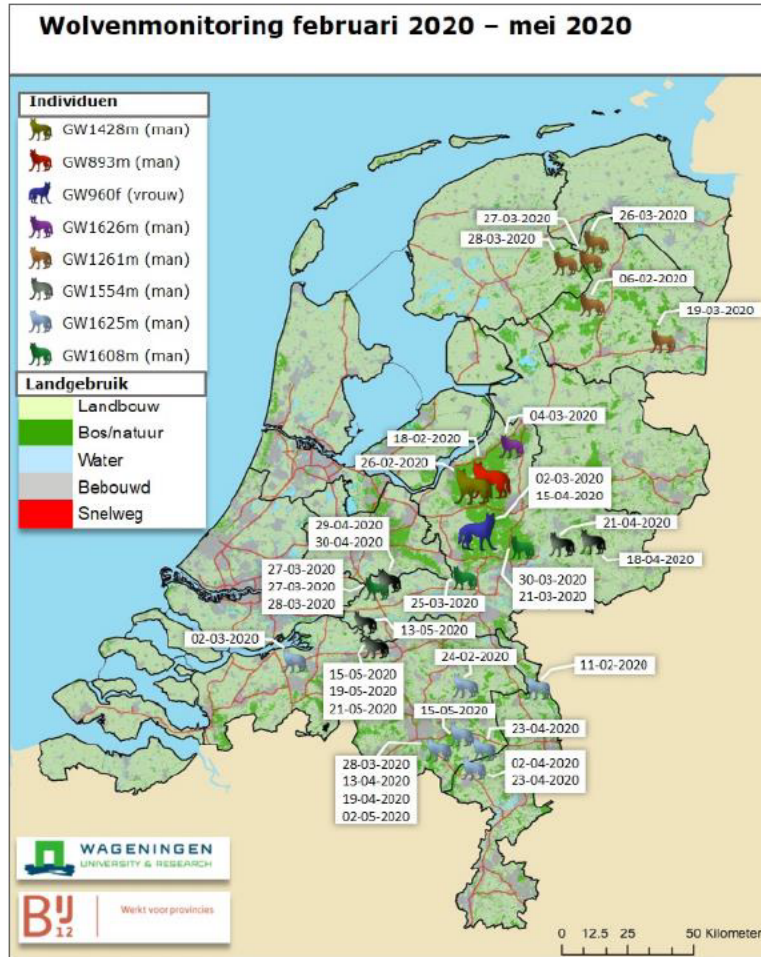 Wolvenmonitoring februari 2020 – mei 2020
Individuen
GW1428m (man)
GW893m (man)
GW960f (vrouw)
GW1626m (man)
GW1261m (man)
GW1554m (man)
GW1625m (man)
GW1608m (man)
Landgebruik
Landbouw
Bos/natuur
Water
Bebouwd
Snelweg
27-03-2020
26-03-2020
28-03-2020
06-02-2020
19-03-2020
04-03-2020
18-02-2020
26-02-2020
02-03-2020
15-04-2020
29-04-2020
30-04-2020
21-04-2020
18-04-2020
27-03-2020
27-03-2020
28-03-2020
25-03-2020
30-03-2020
21-03-2020
02-03-2020
13-05-2020
24-02-2020
11-02-2020
15-05-2020
19-05-2020
21-05-2020
15-05-2020
23-04-2020
28-03-2020
13-04-2020
19-04-2020
02-05-2020
02-04-2020
23-04-2020
WAGENINGEN
UNIVERSITY & RESEARCH
BIJ
12
Werkt voor provincies
0 12.5 25 50 Kilometer